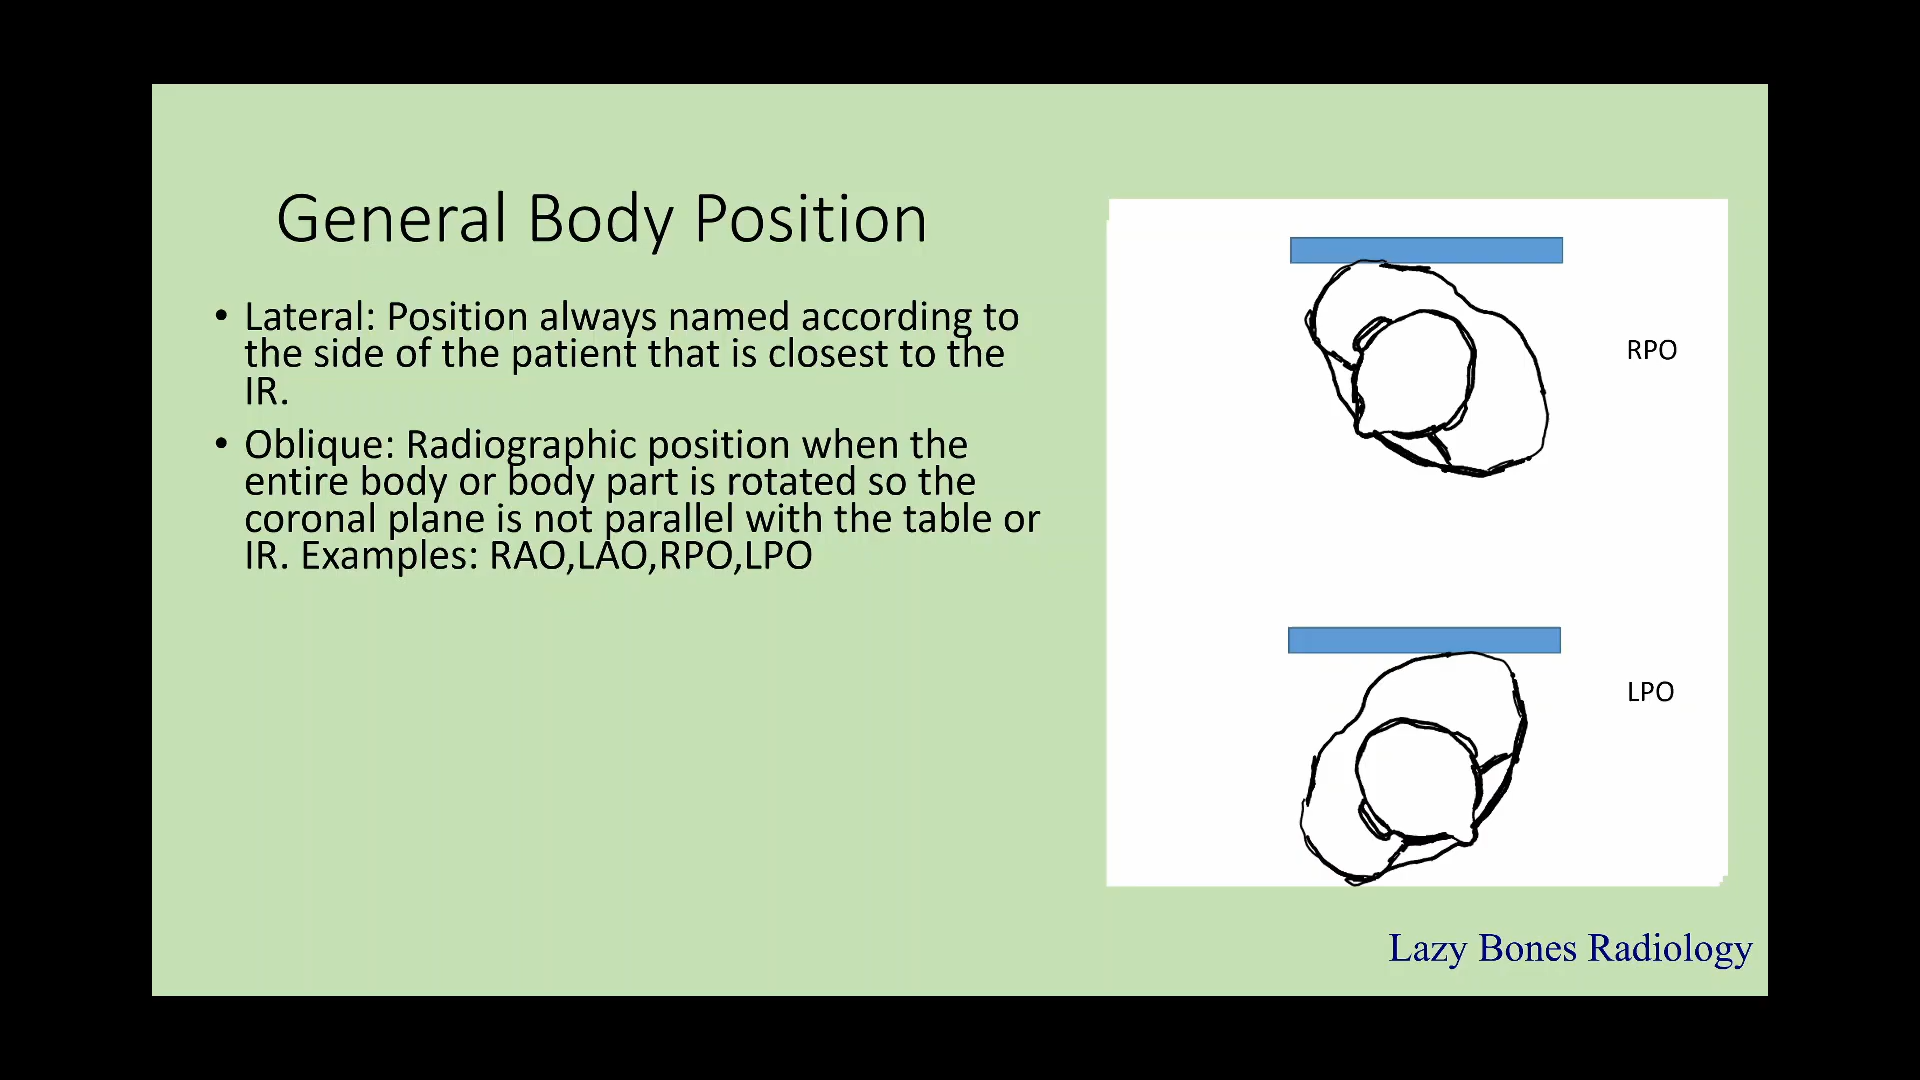 General Body Position
• Lateral: Position always named according to
the side of the patient that is closest to the
IR.
• Oblique: Radiographic position when the
entire body or body part is rotated so the
coronal plane is not parallel with the table or
IR. Examples: RAO,LAO,RPO,LPO
RPO
LPO
Lazy Bones Radiology